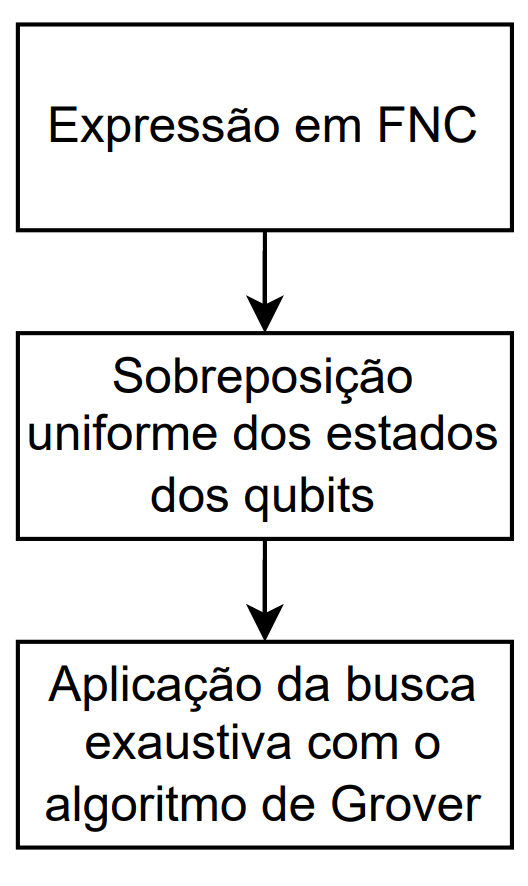 Expressão em FNC
Sobreposição
uniforme dos estados
dos qubits
Aplicação da busca
exaustiva com o
algoritmo de Grover